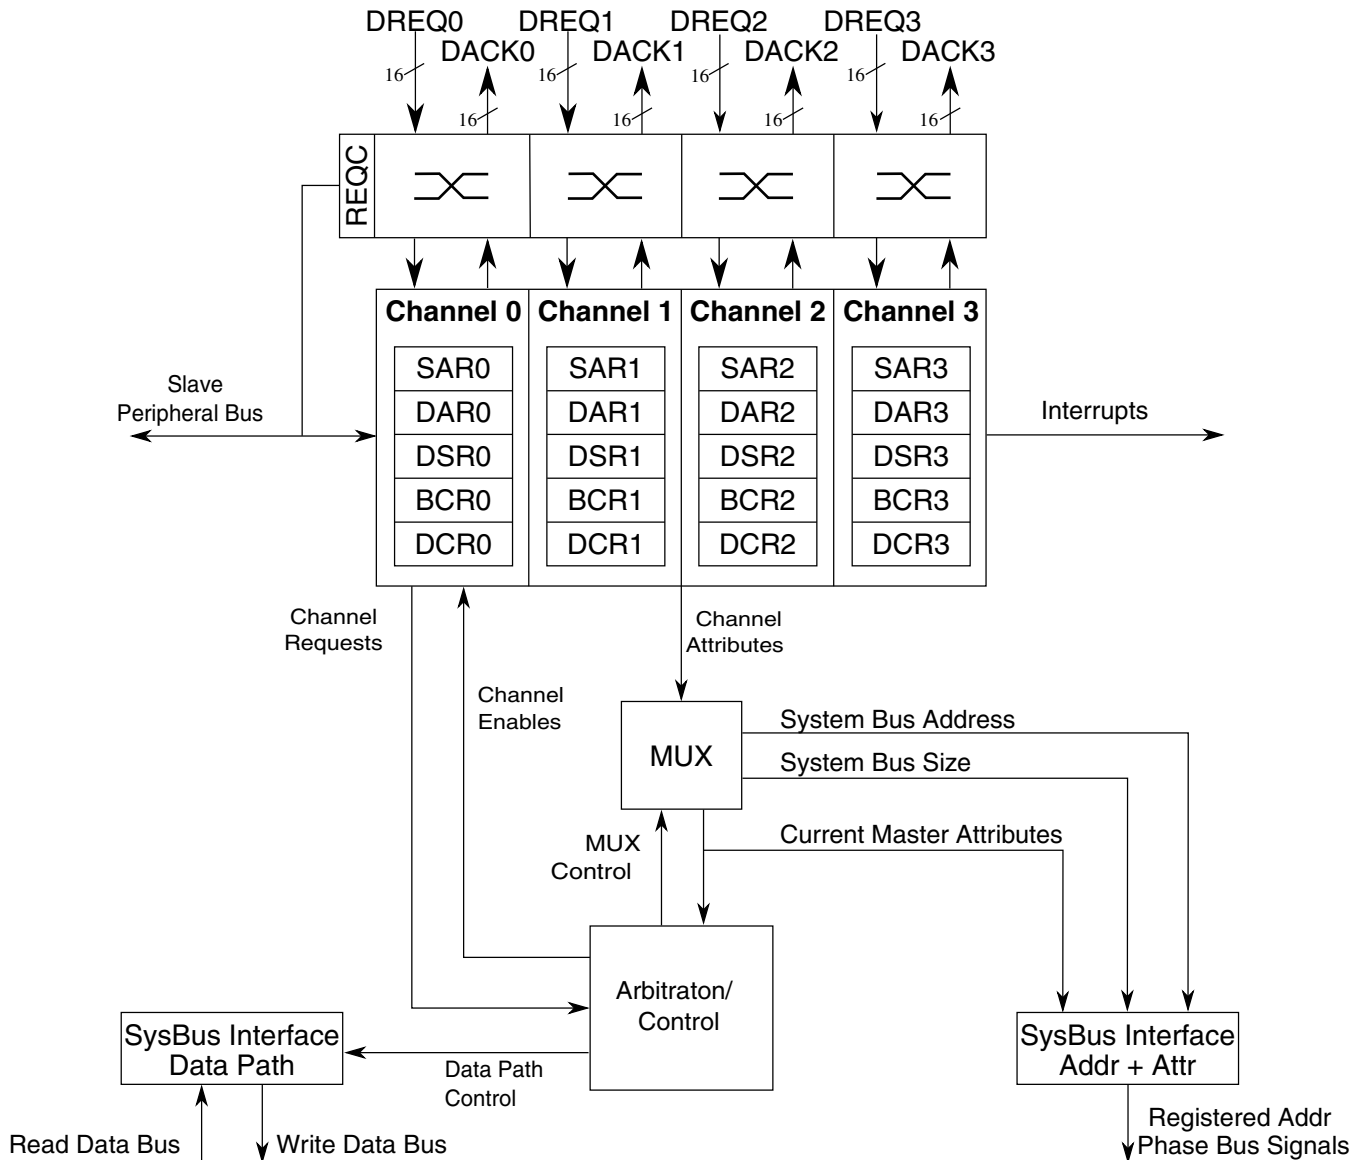 DREQ0 DREQ1 DREQ2 DREQ3
DACK0 DACK1 DACK2 DACK3
16 16 16 16
16 16 16 16
REQC
Channel 0 Channel 1 Channel 2 Channel 3
SAR0 SAR1 SAR2 SAR3
DAR0 DAR1 DAR2 DAR3
DSR0 DSR1 DSR2 DSR3
BCR0 BCR1 BCR2 BCR3
DCR0 DCR1 DCR2 DCR3
Slave
Peripheral Bus
Interrupts
Channel
Requests
Channel
Attributes
Channel
Enables
MUX
System Bus Address
System Bus Size
Current Master Attributes
MUX
Control
Arbitraton/
Control
SysBus Interface
Data Path
Data Path
Control
SysBus Interface
Addr + Attr
Read Data Bus
Write Data Bus
Registered Addr
Phase Bus Signals